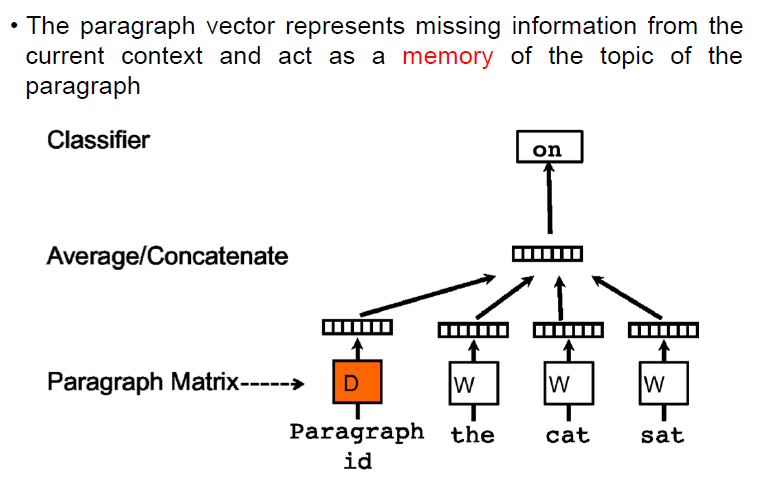 • The paragraph vector represents missing information from the
current context and act as a memory of the topic of the
paragraph
Classifier
on
Average/Concatenate
Paragraph Matrix----->
D
W
W
W
Paragraph
id
the
cat
sat